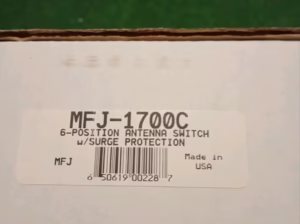 MFJ-1700C
6-POSITION ANTENNA SWITCH
w/SURGE PROTECTION
MFJ
Made in
USA
6 50619 00228 7